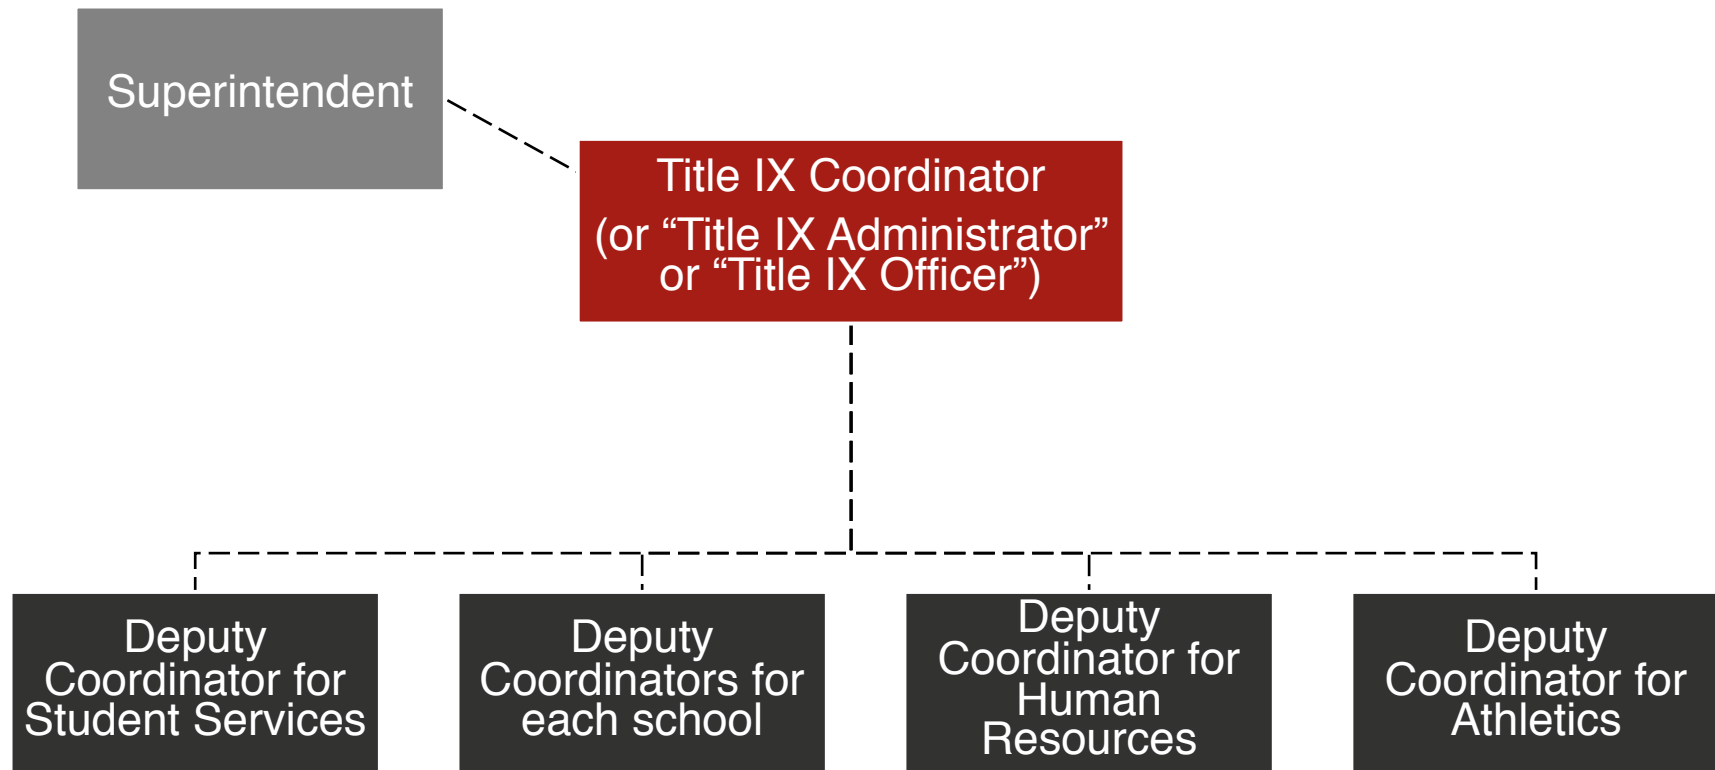 Superintendent
Title IX Coordinator
(or “Title IX Administrator”
or “Title IX Officer”)
Deputy
Coordinator for
Student Services
Deputy
Coordinators for
each school
Deputy
Coordinator for
Human
Resources
Deputy
Coordinator for
Athletics